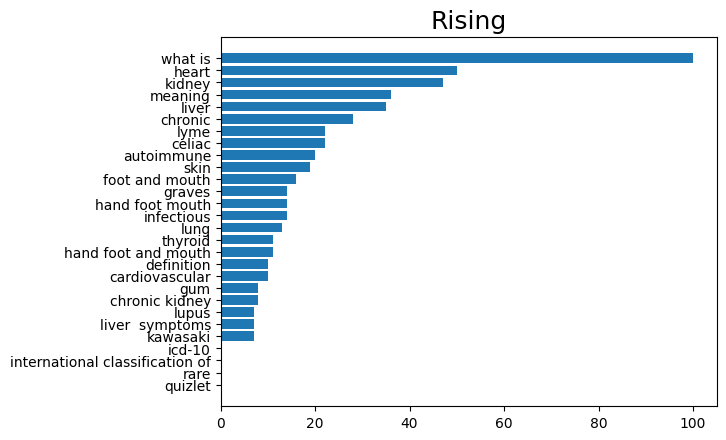 Rising
what is
heart
kidney
meaning
liver
chronic
lyme
celiac
autoimmune
skin
foot and mouth
graves
hand foot mouth
infectious
lung
thyroid
hand foot and mouth
definition
cardiovascular
gum
chronic kidney
lupus
liver  symptoms
kawasaki
icd-10
international classification of
rare
quizlet
0 20 40 60 80 100